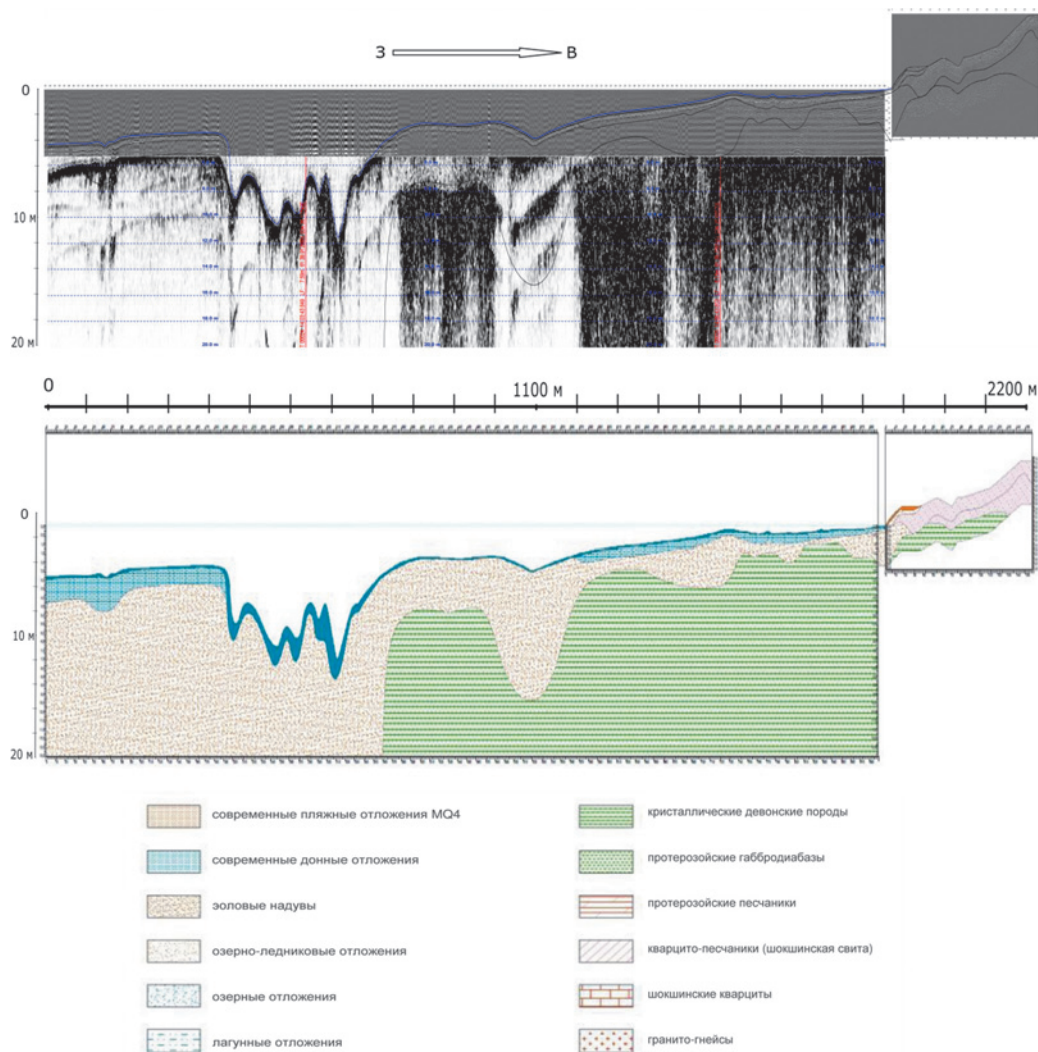 З В
0
10 м
20 м
0 1100 м 2200 м
0
10 м
20 м
современные пляжные отложения MQ4
современные донные отложения
эоловые надувы
озерно-ледниковые отложения
озерные отложения
лагунные отложения
кристаллические девонские породы
протерозойские габбродиабазы
протерозойские песчаники
кварцито-песчаники (шокшинская свита)
шокшинские кварциты
гранито-гнейсы